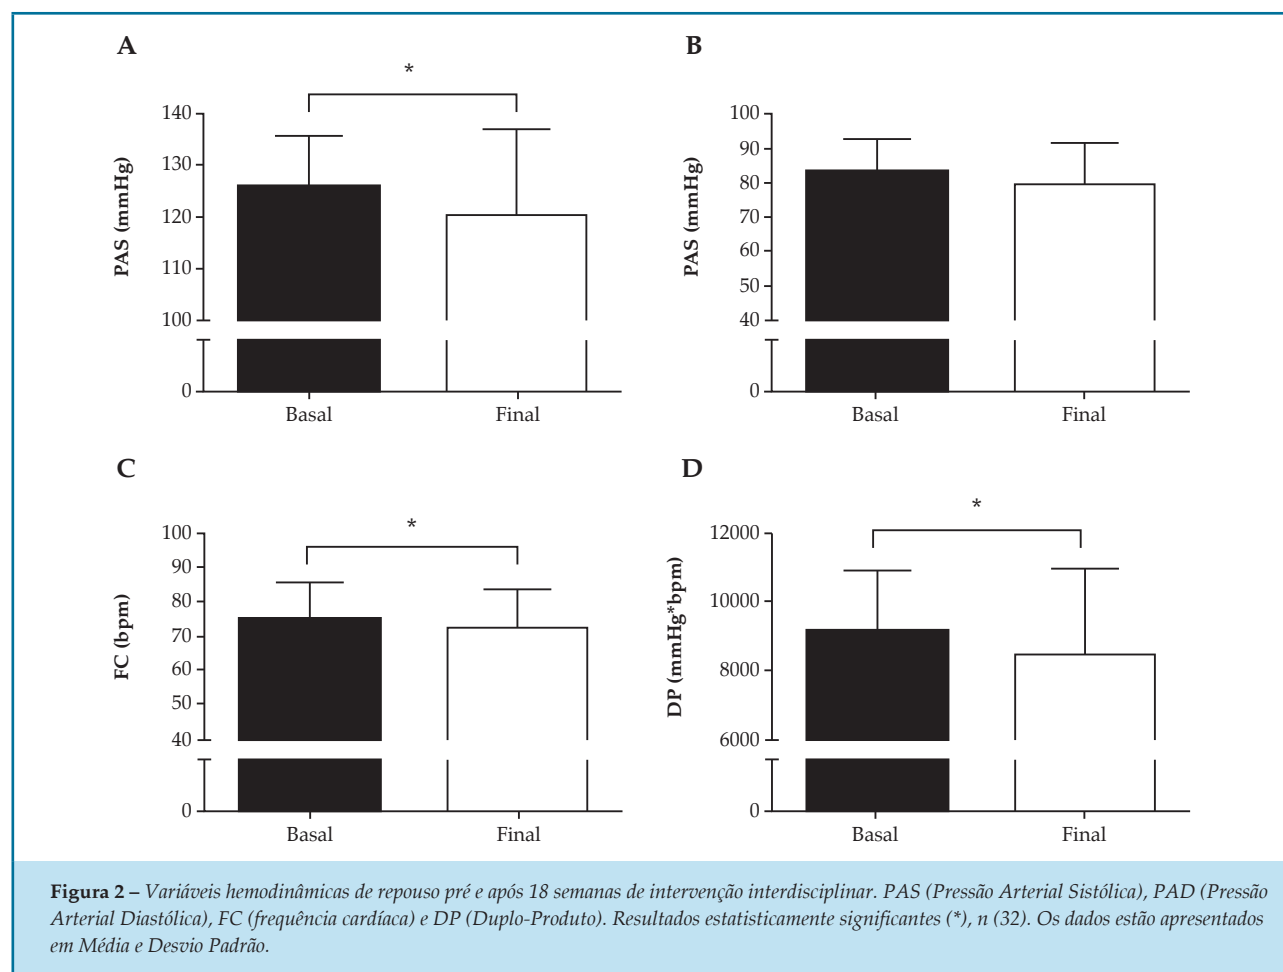 A
*
PAS (mmHg)
140
130
120
110
100
0
Basal
Final
B
PAS (mmHg)
100
90
80
70
60
50
40
0
Basal
Final
C
*
FC (bpm)
100
90
80
70
60
50
40
0
Basal
Final
D
*
DP (mmHg*bpm)
12000
10000
8000
6000
0
Basal
Final
Figura 2 – Variáveis hemodinâmicas de repouso pré e após 18 semanas de intervenção interdisciplinar. PAS (Pressão Arterial Sistólica), PAD (Pressão
Arterial Diastólica), FC (frequência cardíaca) e DP (Duplo-Produto). Resultados estatisticamente significantes (*), n (32). Os dados estão apresentados
em Média e Desvio Padrão.